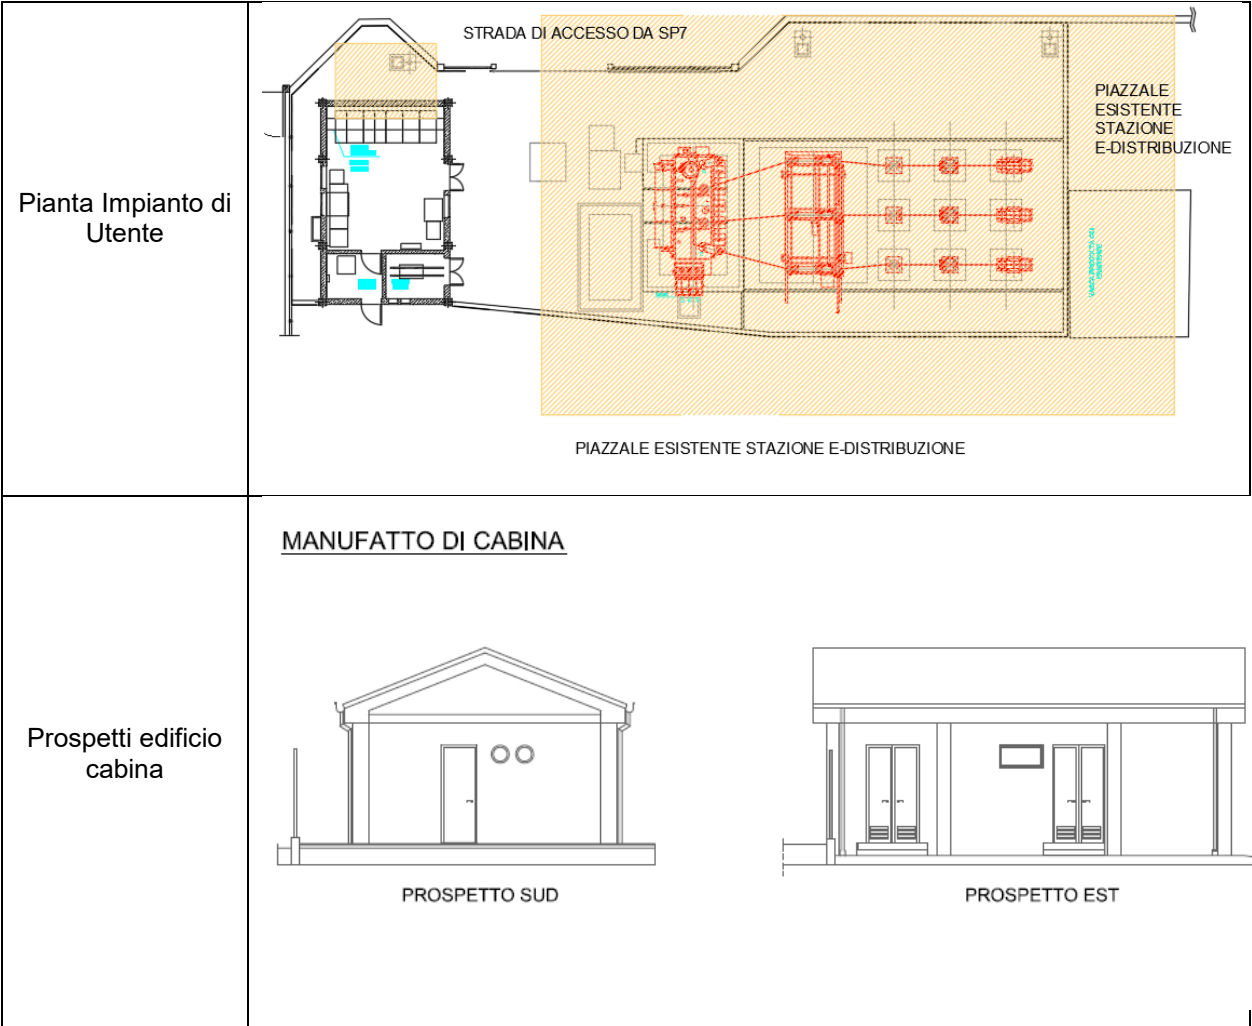 STRADA DI ACCESSO DA SP7
PIAZZALE
ESISTENTE
STAZIONE
E-DISTRIBUZIONE
Pianta Impianto di
Utente
PIAZZALE ESISTENTE STAZIONE E-DISTRIBUZIONE
MANUFATTO DI CABINA
Prospetti edificio
cabina
PROSPETTO SUD
PROSPETTO EST